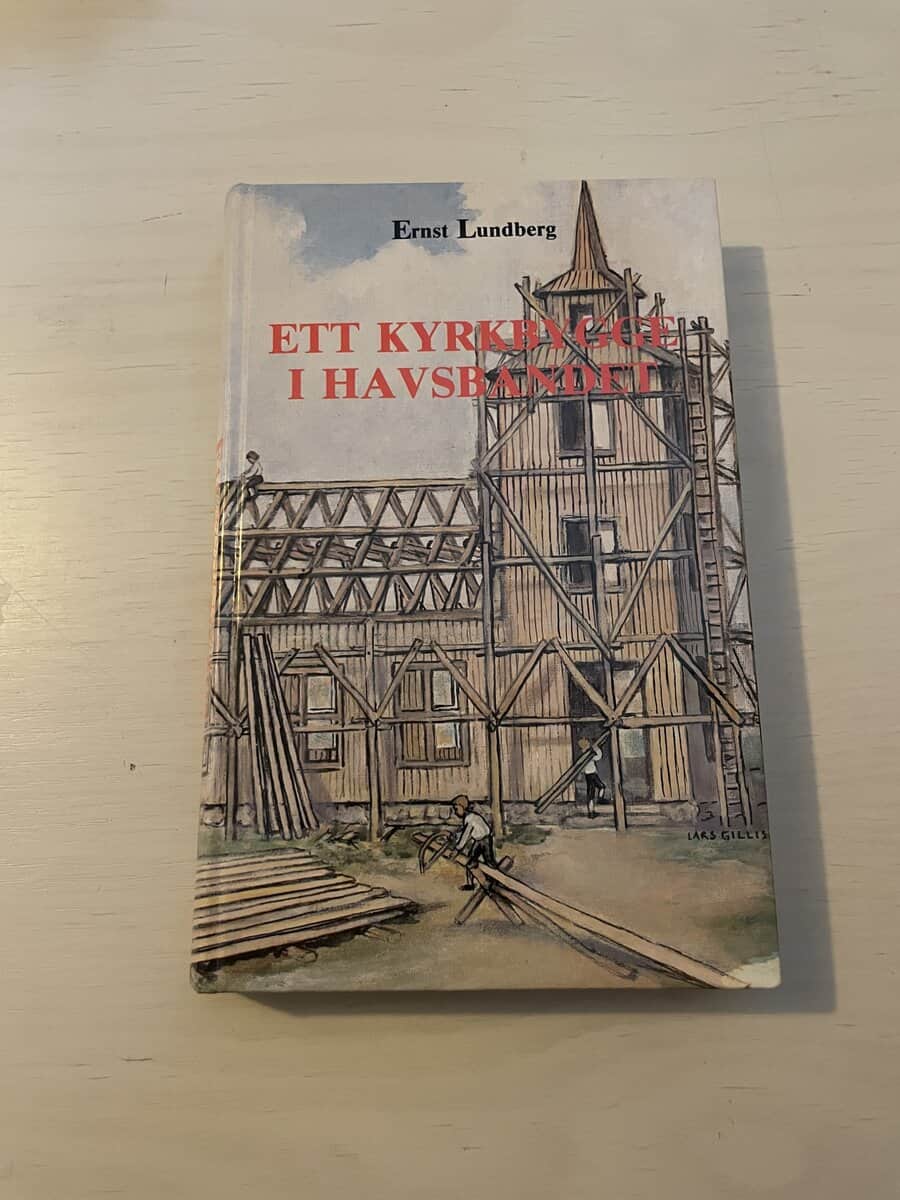 Ernst Lundberg
ETT KYRKBYGGE
I HAVSBANDET
LARS GILLIS